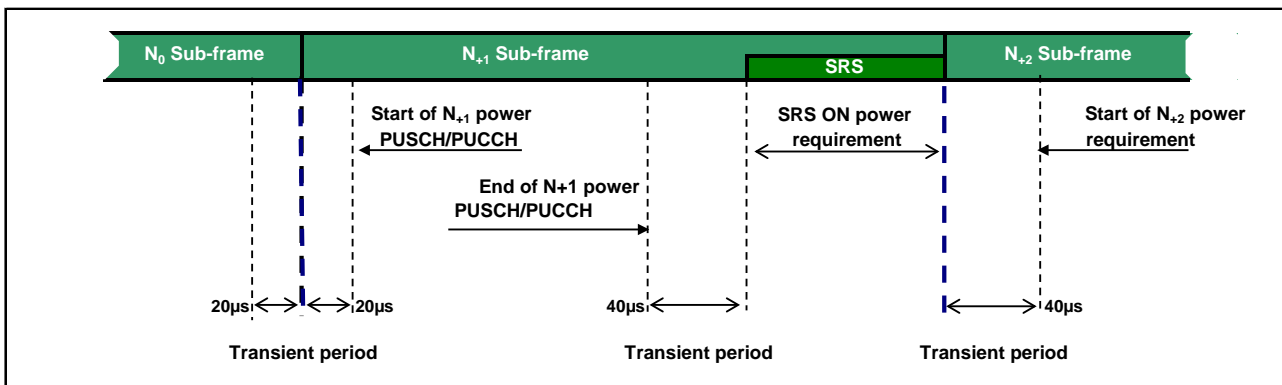 N₀ Sub-frame
N₊₁ Sub-frame
SRS
N₊₂ Sub-frame
Start of N₊₁ power
PUSCH/PUCCH
SRS ON power
requirement
Start of N₊₂ power
requirement
End of N+1 power
PUSCH/PUCCH
20µs
20µs
40µs
40µs
Transient period
Transient period
Transient period